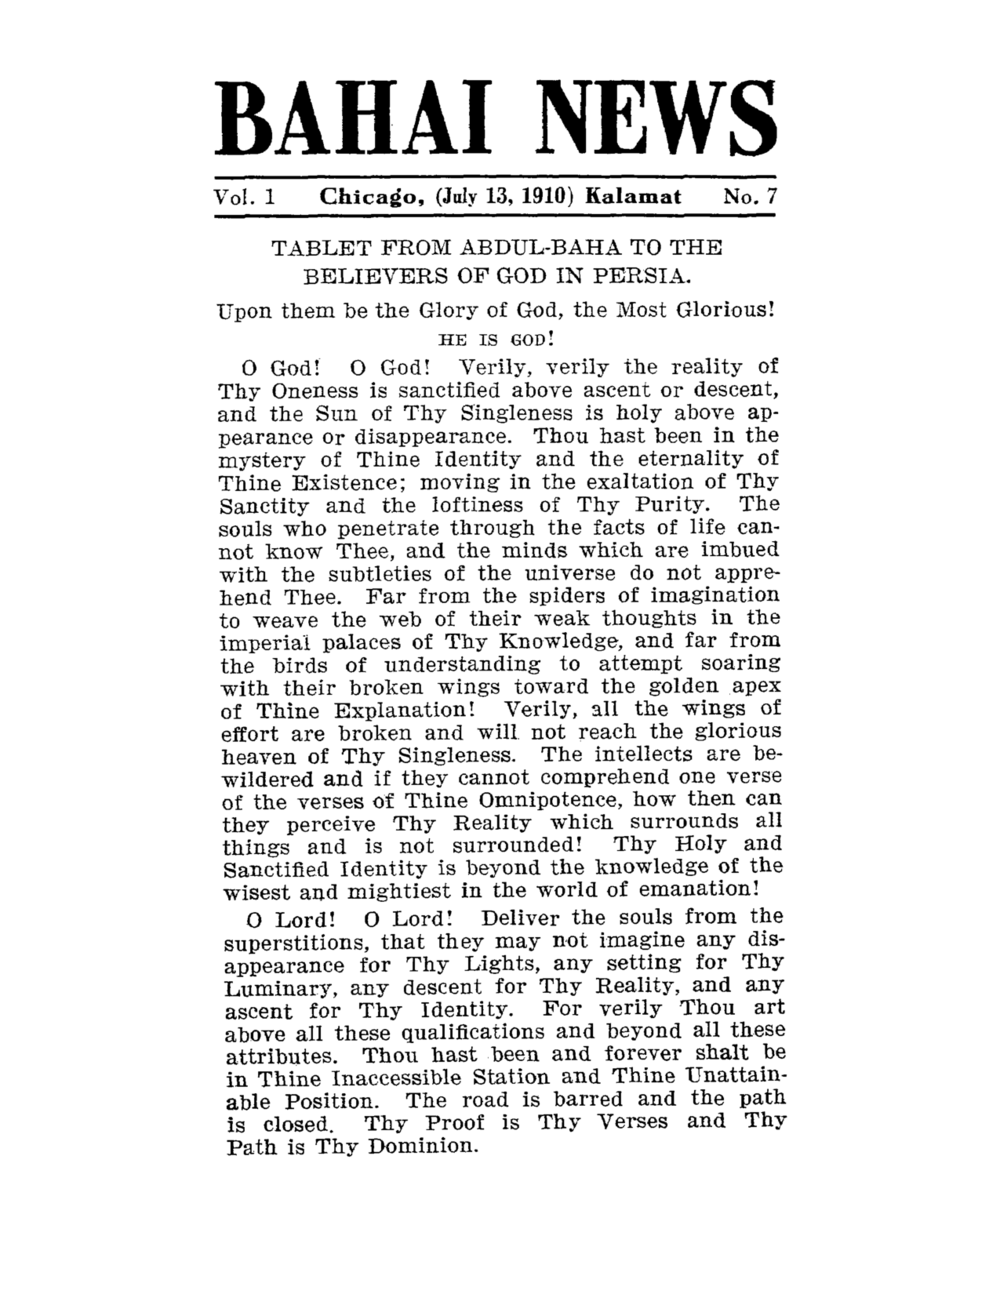 BAHAI NEWS
Vol. 1 Chicago, (July 13, 1910) Kalamat No. 7
TABLET FROM ABDUL-BAHA TO THE
BELIEVERS OF GOD IN PERSIA.
Upon them be the Glory of God, the Most Glorious!
HE IS GOD!
O God! O God! Verily, verily the reality of
Thy Oneness is sanctified above ascent or descent,
and the Sun of Thy Singleness is holy above ap-
pearance or disappearance. Thou hast been in the
mystery of Thine Identity and the eternality of
Thine Existence; moving in the exaltation of Thy
Sanctity and the loftiness of Thy Purity. The
souls who penetrate through the facts of life can-
not know Thee, and the minds which are imbued
with the subtleties of the universe do not appre-
hend Thee. Far from the spiders of imagination
to weave the web of their weak thoughts in the
imperial palaces of Thy Knowledge, and far from
the birds of understanding to attempt soaring
with their broken wings toward the golden apex
of Thine Explanation! Verily, all the wings of
effort are broken and will not reach the glorious
heaven of Thy Singleness. The intellects are be-
wildered and if they cannot comprehend one verse
of the verses of Thine Omnipotence, how then can
they perceive Thy Reality which surrounds all
things and is not surrounded! Thy Holy and
Sanctified Identity is beyond the knowledge of the
wisest and mightiest in the world of emanation!
O Lord! O Lord! Deliver the souls from the
superstitions, that they may not imagine any dis-
appearance for Thy Lights, any setting for Thy
Luminary, any descent for Thy Reality, and any
ascent for Thy Identity. For verily Thou art
above all these qualifications and beyond all these
attributes. Thou hast been and forever shalt be
in Thine Inaccessible Station and Thine Unattain-
able Position. The road is barred and the path
is closed. Thy Proof is Thy Verses and Thy
Path is Thy Dominion.